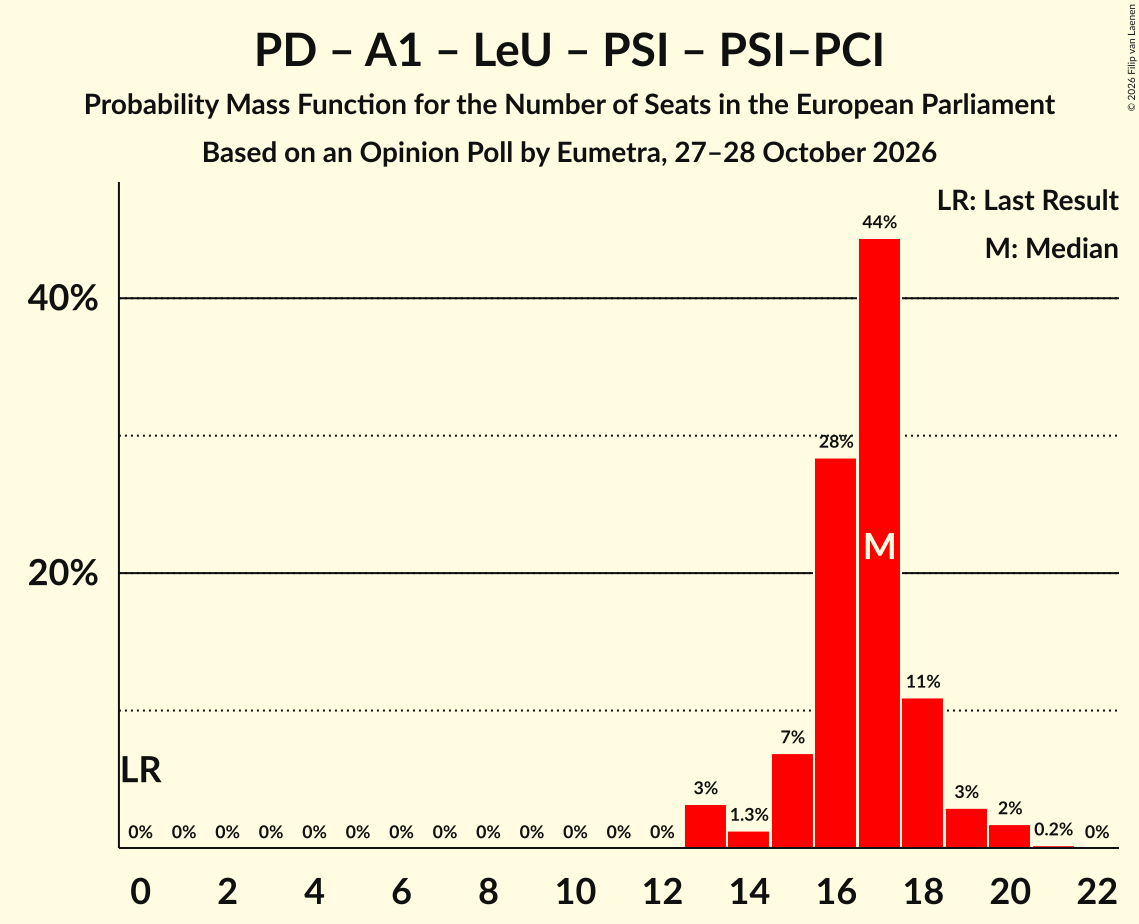 PD – A1 – LeU – PSI – PSI–PCI
Probability Mass Function for the Number of Seats in the European Parliament
Based on an Opinion Poll by Eumetra, 27–28 October 2026
© 2026 Filip van Laenen
LR: Last Result
M: Median
40%
20%
44%
28%
M
11%
7%
LR
3%
1.3%
3%
2%
0.2%
0% 0% 0% 0% 0% 0% 0% 0% 0% 0% 0% 0% 0% 0%
0 2 4 6 8 10 12 14 16 18 20 22